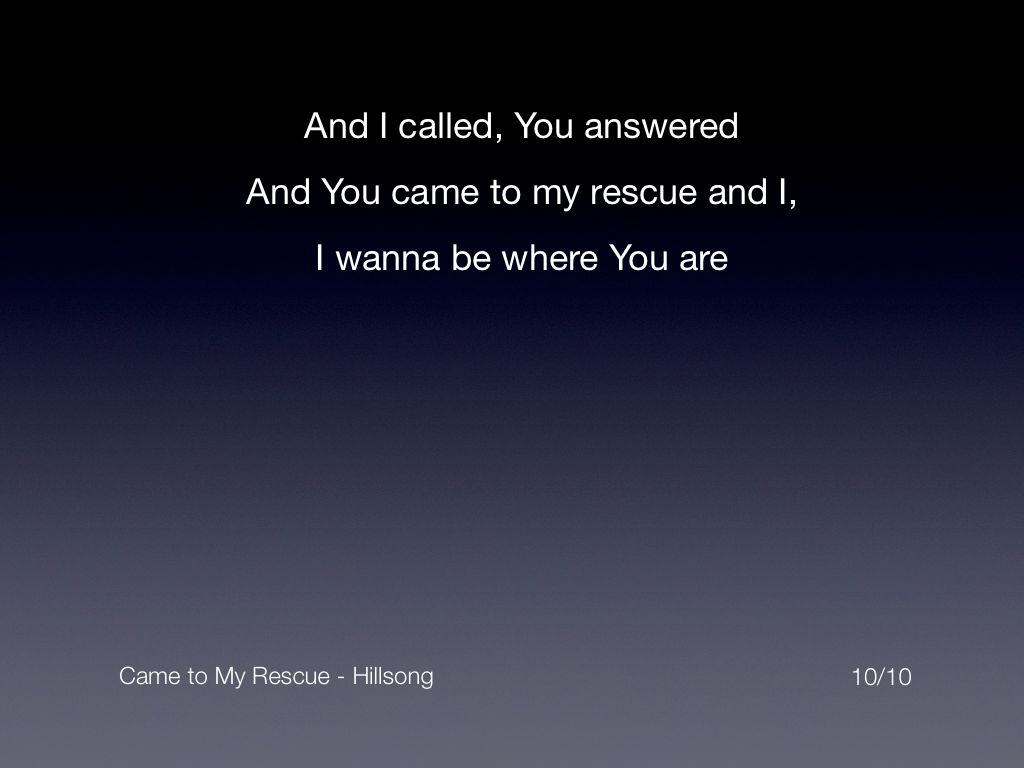 And I called, You answered
And You came to my rescue and I,
I wanna be where You are
Came to My Rescue - Hillsong
10/10